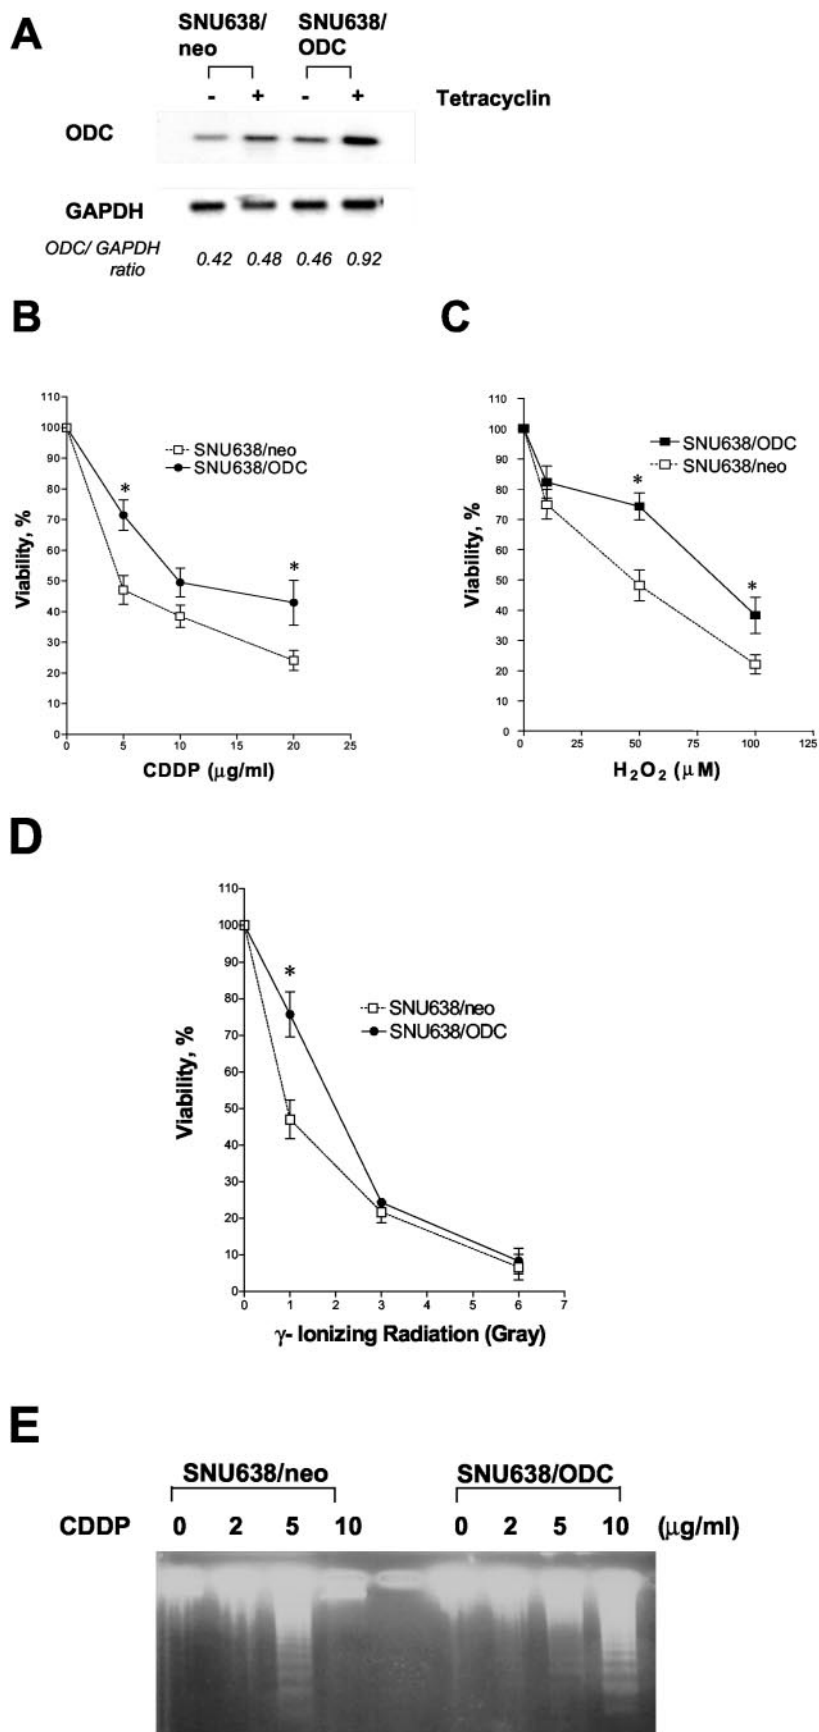 A
SNU638/
neo
SNU638/
ODC
- + - +
Tetracyclin
ODC
GAPDH
ODC/ GAPDH
ratio
0.42 0.48 0.46 0.92
B
110
100
90
80
70
60
50
40
30
20
10
0
Viability, %
SNU638/neo
SNU638/ODC
*
*
0 5 10 15 20 25
CDDP (μg/ml)
C
110
100
90
80
70
60
50
40
30
20
10
0
Viability, %
SNU638/ODC
SNU638/neo
*
*
0 25 50 75 100 125
H₂O₂ (μM)
D
110
100
90
80
70
60
50
40
30
20
10
0
Viability, %
*
SNU638/neo
SNU638/ODC
0 1 2 3 4 5 6 7
γ- Ionizing Radiation (Gray)
E
SNU638/neo
SNU638/ODC
CDDP 0 2 5 10 0 2 5 10 (μg/ml)